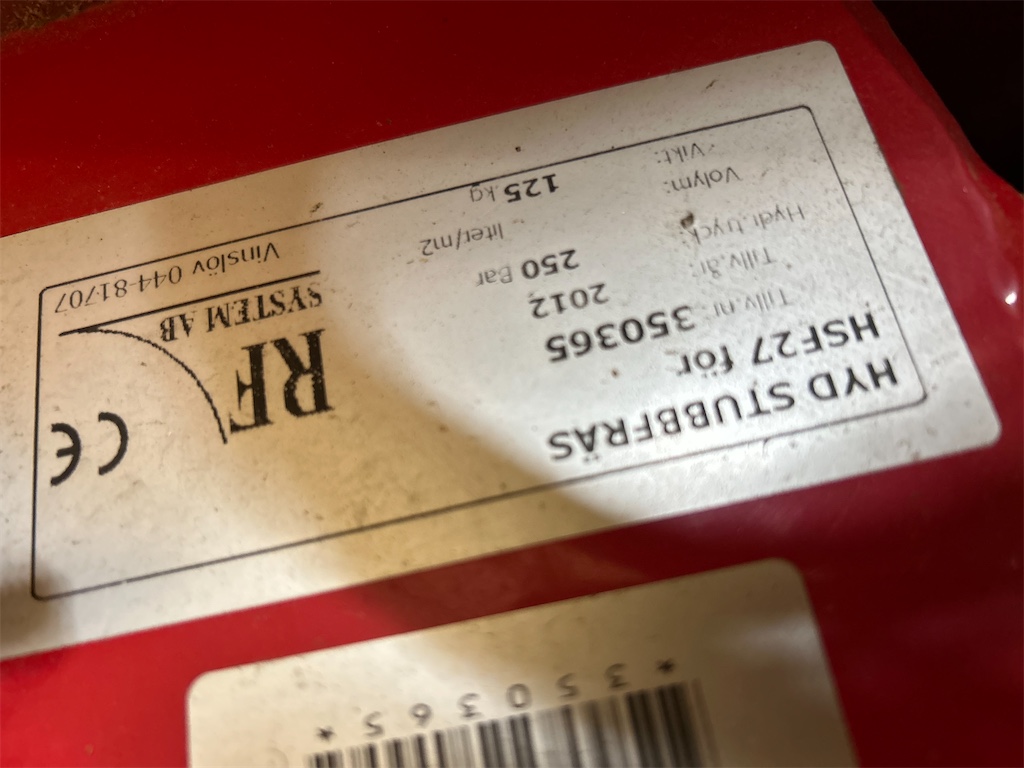 HYD STUBBFRÄS
HSF27 för
Tillv.nr: 350365
Tillv.år: 2012
Hydr.tryck: 250 Bar
Volym: liter/m2
Vikt: 125 kg
CE
RF
SYSTEM AB
Vinslöv 044-81707
*350365*